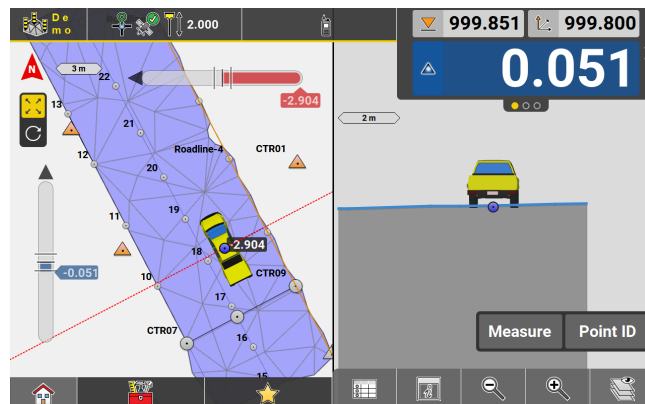 De
mo
2.000
999.851
999.800
0.051
3 m
22
-2.904
2 m
13
21
Roadline-4
CTR01
12
20
19
11
-2.904
18
-0.051
10
CTR09
17
CTR07
16
Measure
Point ID
15
N